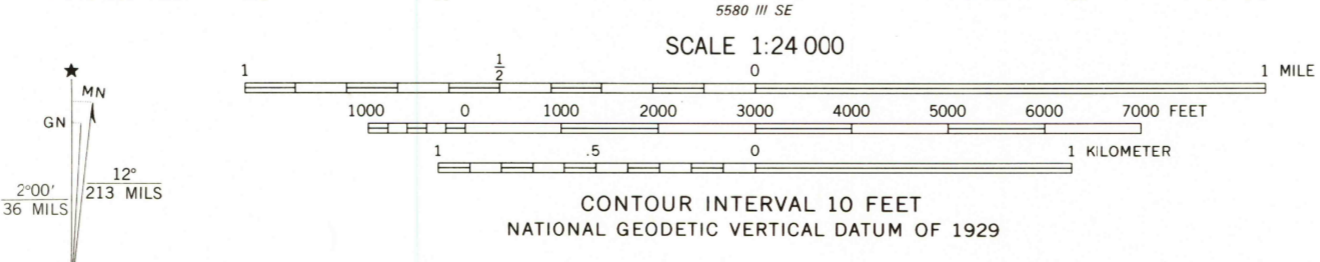 5580 III SE
SCALE 1:24 000
1 1/2 0 1 MILE
1000 0 1000 2000 3000 4000 5000 6000 7000 FEET
1 .5 0 1 KILOMETER
CONTOUR INTERVAL 10 FEET
NATIONAL GEODETIC VERTICAL DATUM OF 1929
★
MN
GN
2°00'
36 MILS
12°
213 MILS